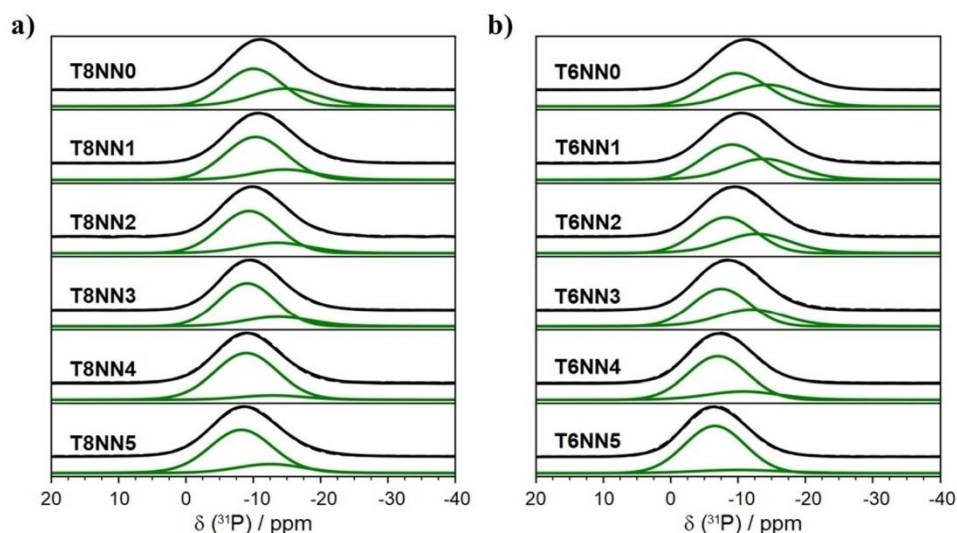 a)
T8NN0
T8NN1
T8NN2
T8NN3
T8NN4
T8NN5
20 10 0 -10 -20 -30 -40
δ (³¹P) / ppm
b)
T6NN0
T6NN1
T6NN2
T6NN3
T6NN4
T6NN5
20 10 0 -10 -20 -30 -40
δ (³¹P) / ppm